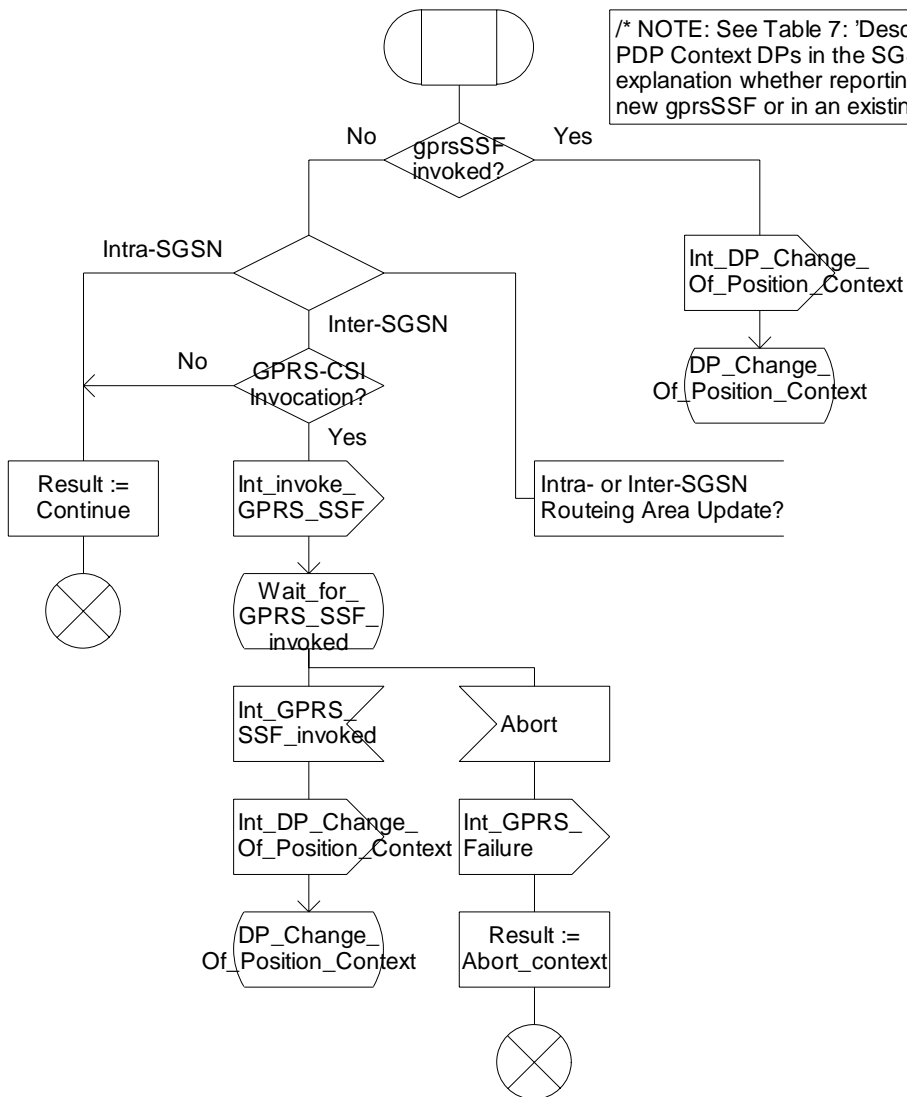 /* NOTE: See Table 7: 'Desc
PDP Context DPs in the SG
explanation whether reporting
new gprsSSF or in an existin
No
Yes
gprsSSF
invoked?
Intra-SGSN
Int_DP_Change_
Of_Position_Context
Inter-SGSN
No
GPRS-CSI
Invocation?
DP_Change_
Of_Position_Context
Yes
Result :=
Continue
Int_invoke_
GPRS_SSF
Intra- or Inter-SGSN
Routeing Area Update?
Wait_for_
GPRS_SSF_
invoked
Int_GPRS_
SSF_invoked
Abort
Int_DP_Change_
Of_Position_Context
Int_GPRS_
Failure
DP_Change_
Of_Position_Context
Result :=
Abort_context